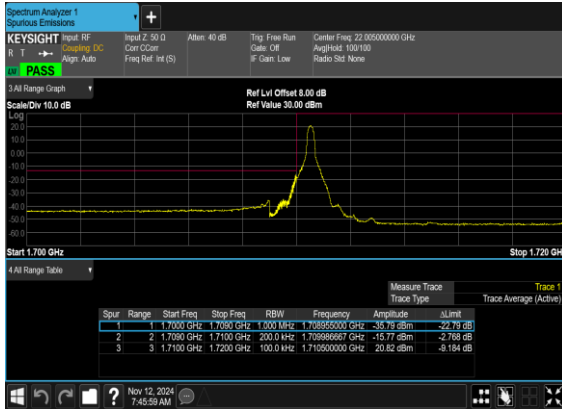 Spectrum Analyzer 1
Spurious Emissions
+
KEYSIGHT Input: RF Input Z: 50 Ω Atten: 40 dB Trig: Free Run Center Freq: 22.005000000 GHz
R T Coupling: DC Corr CCorr Gate: Off Avg|Hold: 100/100
Align: Auto Freq Ref: Int (S) IF Gain: Low Radio Std: None
PASS
3 All Range Graph Ref Lvl Offset 8.00 dB
Scale/Div 10.0 dB Ref Value 30.00 dBm
Log
20.0
10.0
0.00
-10.0
-20.0
-30.0
-40.0
-50.0
-60.0
Start 1.700 GHz Stop 1.720 GH
4 All Range Table
Measure Trace Trace 1
Trace Type Trace Average (Active)
Spur Range Start Freq Stop Freq RBW Frequency Amplitude ΔLimit
1 1 1.7000 GHz 1.7090 GHz 1.000 MHz 1.708955000 GHz -35.79 dBm -22.79 dB
2 2 1.7090 GHz 1.7100 GHz 200.0 kHz 1.709986667 GHz -15.77 dBm -2.768 dB
3 3 1.7100 GHz 1.7200 GHz 100.0 kHz 1.710500000 GHz 20.82 dBm -9.184 dB
? Nov 12, 2024
7:45:59 AM